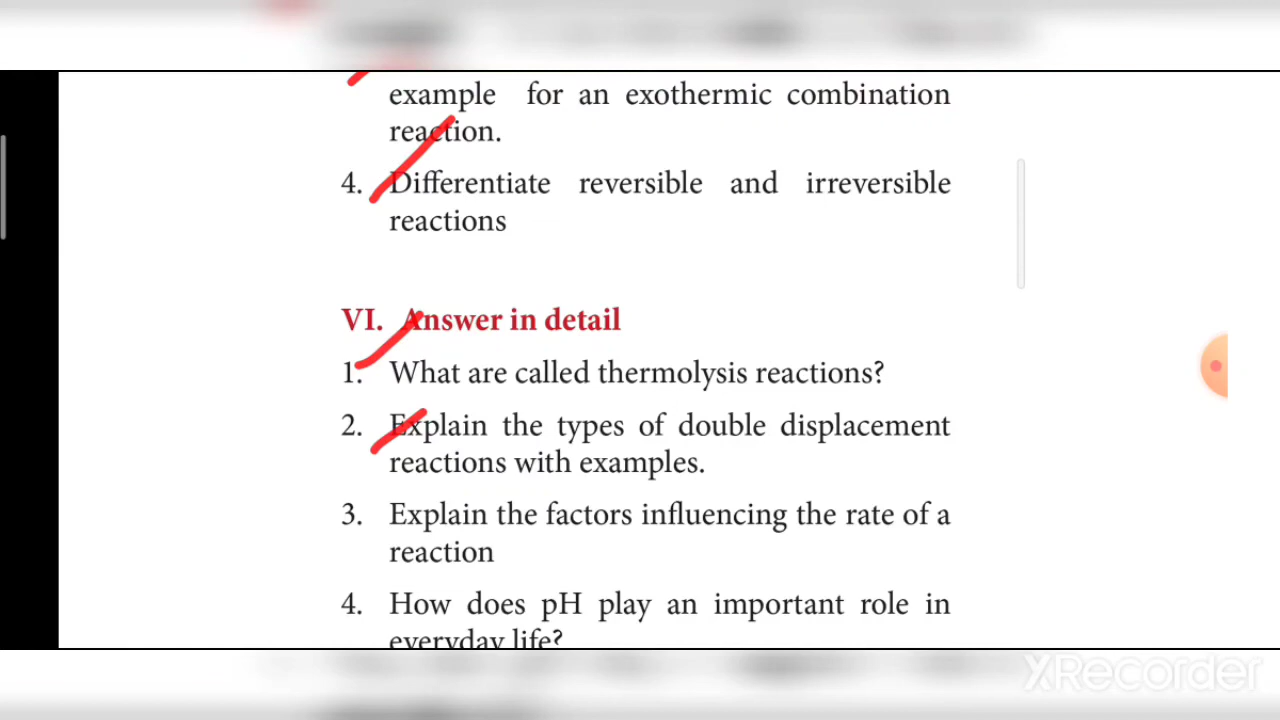 example for an exothermic combination
reaction.
4. Differentiate reversible and irreversible
reactions
VI. Answer in detail
1. What are called thermolysis reactions?
2. Explain the types of double displacement
reactions with examples.
3. Explain the factors influencing the rate of a
reaction
4. How does pH play an important role in
everyday life?
XRecorder